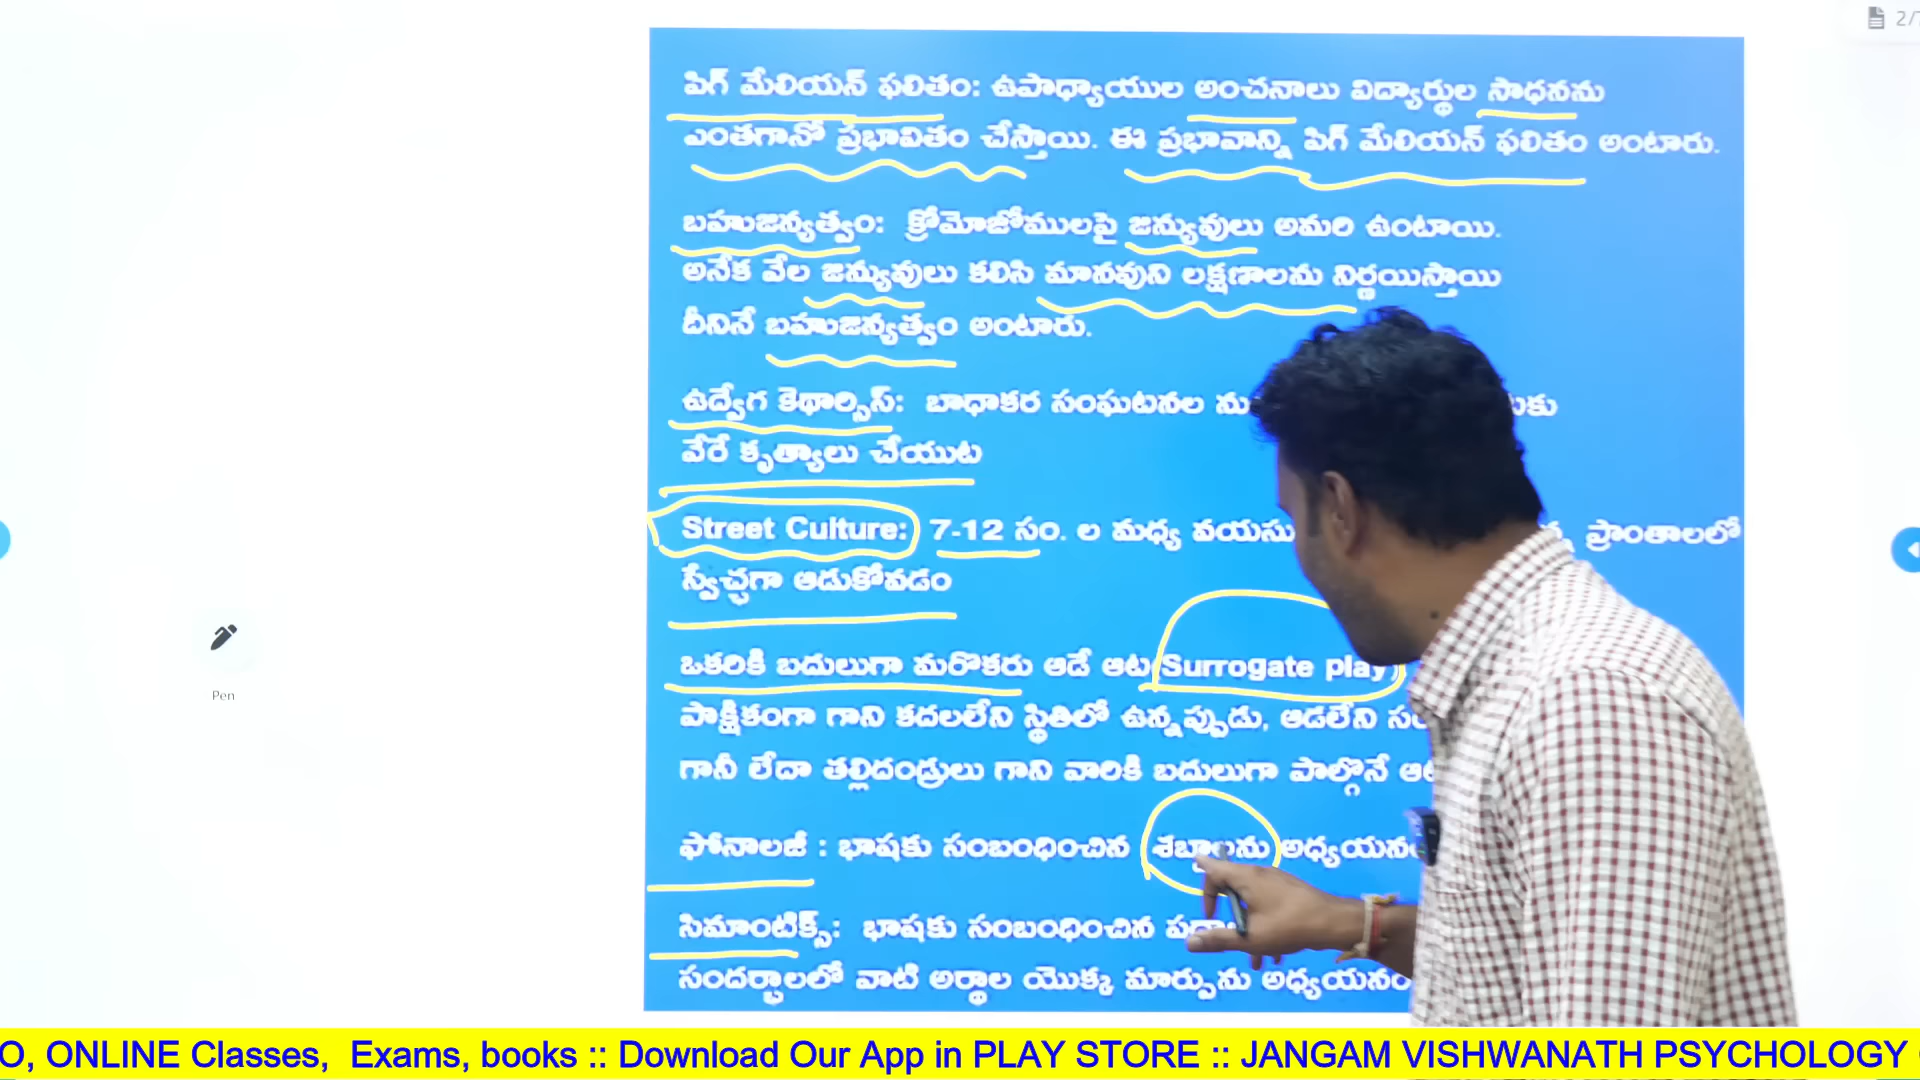 2/
పిగ్ మేలియన్ ఫలితం: ఉపాధ్యాయుల అంచనాలు విద్యార్థుల సాధనను
ఎంతగానో ప్రభావితం చేస్తాయి. ఈ ప్రభావాన్ని పిగ్ మేలియన్ ఫలితం అంటారు.
బహుజన్యత్వం: క్రోమోజోములపై జన్యువులు అమరి ఉంటాయి.
అనేక వేల జన్యువులు కలిసి మానవుని లక్షణాలను నిర్ణయిస్తాయి
దీనినే బహుజన్యత్వం అంటారు.
ఉద్వేగ కెథార్సిస్: బాధాకర సంఘటనల
వేరే కృత్యాలు చేయుట
Street Culture: 7-12 సం. ల మధ్య వయసు ప్రాంతాలలో
స్వేచ్ఛగా ఆడుకోవడం
ఒకరికి బదులుగా మరొకరు ఆడే ఆట(Surrogate play)
పాక్షికంగా గాని కదలలేని స్థితిలో ఉన్నప్పుడు, ఆడలేని
గానీ లేదా తల్లిదండ్రులు గాని వారికి బదులుగా పాల్గొనే
ఫోనాలజీ : భాషకు సంబంధించిన శబ్దాలను
సిమాంటిక్స్: భాషకు సంబంధించిన
సందర్భాలలో వాటి అర్థాల యొక్క మార్పును
Pen
O, ONLINE Classes, Exams, books :: Download Our App in PLAY STORE :: JANGAM VISHWANATH PSYCHOLOGY